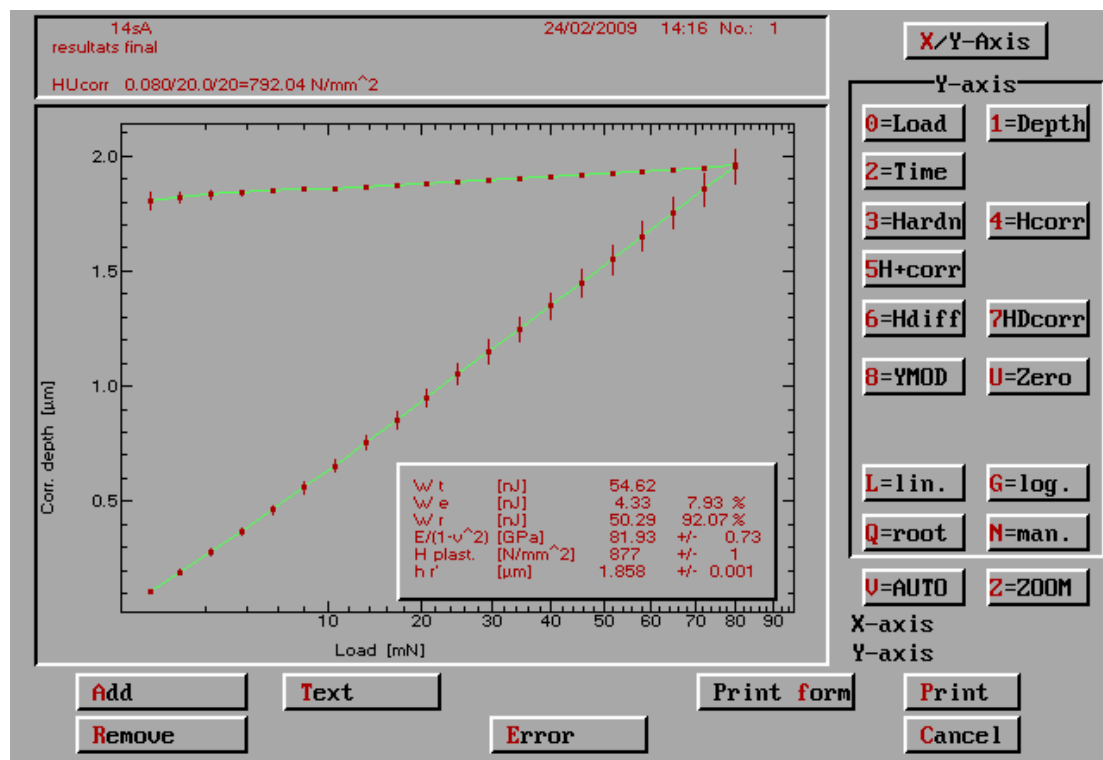 14sA 24/02/2009 14:16 No.: 1
resultats final
HUcorr 0.080/20.0/20=792.04 N/mm^2
X/Y-Axis
Y-axis
0=Load 1=Depth
2=Time
3=Hardn 4=Hcorr
5H+corr
6=Hdiff 7HDcorr
8=YMOD U=Zero
L=lin. G=log.
Q=root N=man.
V=AUTO Z=ZOOM
X-axis
Y-axis
Corr. depth [µm]
2.0
1.5
1.0
0.5
W t [nJ] 54.62
W e [nJ] 4.33 7.93 %
W r [nJ] 50.29 92.07 %
E/(1-v^2) [GPa] 81.93 +/- 0.73
H plast. [N/mm^2] 877 +/- 1
h r' [µm] 1.858 +/- 0.001
10 20 30 40 50 60 70 80 90
Load [mN]
Add Text Print form Print
Remove Error Cancel